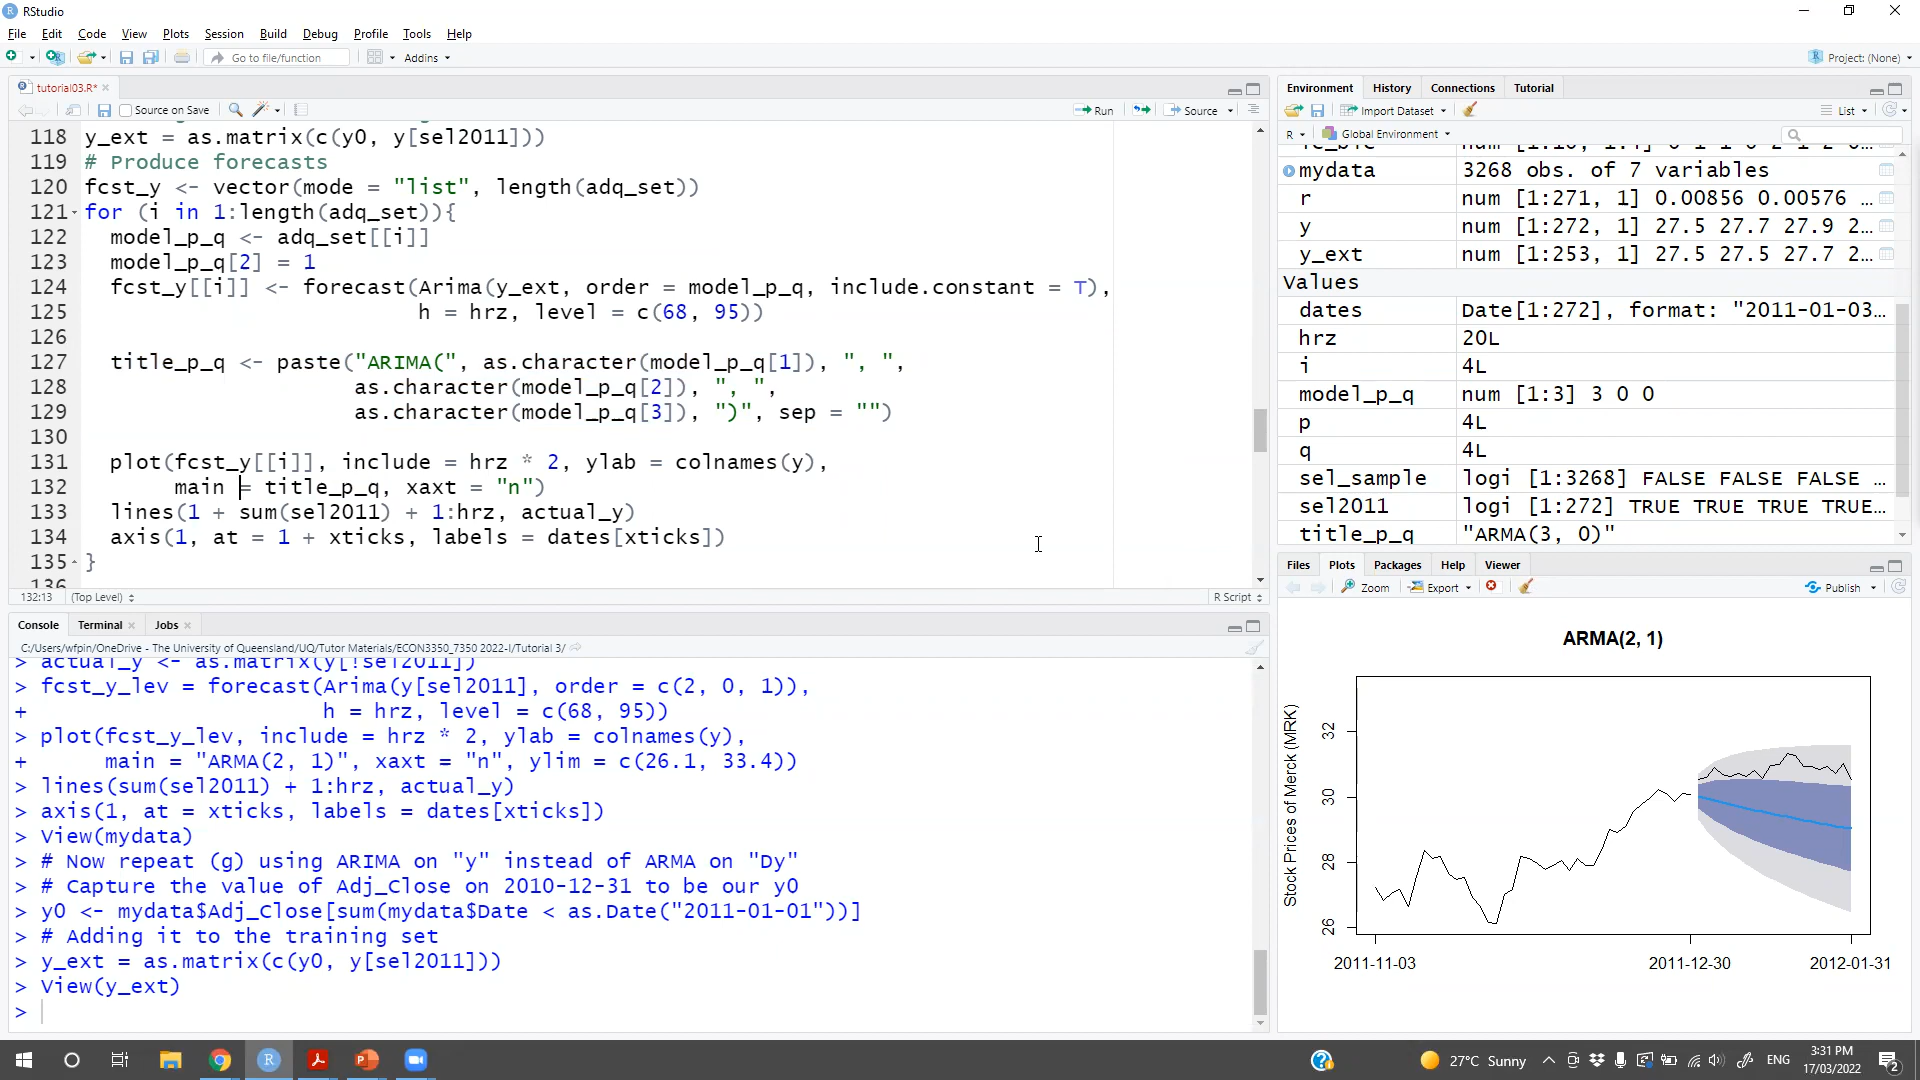 RStudio
File Edit Code View Plots Session Build Debug Profile Tools Help
Go to file/function Addins Project: (None)
tutorial03.R*
Source on Save Run Source
118 y_ext = as.matrix(c(y0, y[sel2011]))
119 # Produce forecasts
120 fcst_y <- vector(mode = "list", length(adq_set))
121 for (i in 1:length(adq_set)){
122 model_p_q <- adq_set[[i]]
123 model_p_q[2] = 1
124 fcst_y[[i]] <- forecast(Arima(y_ext, order = model_p_q, include.constant = T),
125 h = hrz, level = c(68, 95))
126
127 title_p_q <- paste("ARIMA(", as.character(model_p_q[1]), ", ",
128 as.character(model_p_q[2]), ", ",
129 as.character(model_p_q[3]), ")", sep = "")
130
131 plot(fcst_y[[i]], include = hrz * 2, ylab = colnames(y),
132 main = title_p_q, xaxt = "n")
133 lines(1 + sum(sel2011) + 1:hrz, actual_y)
134 axis(1, at = 1 + xticks, labels = dates[xticks])
135 }
136
132:13 (Top Level) R Script
Console Terminal Jobs
C:/Users/wfpin/OneDrive - The University of Queensland/UQ/Tutor Materials/ECON3350_7350 2022-I/Tutorial 3/
> actual_y <- as.matrix(y[!sel2011])
> fcst_y_lev = forecast(Arima(y[sel2011], order = c(2, 0, 1)),
+ h = hrz, level = c(68, 95))
> plot(fcst_y_lev, include = hrz * 2, ylab = colnames(y),
+ main = "ARMA(2, 1)", xaxt = "n", ylim = c(26.1, 33.4))
> lines(sum(sel2011) + 1:hrz, actual_y)
> axis(1, at = xticks, labels = dates[xticks])
> View(mydata)
> # Now repeat (g) using ARIMA on "y" instead of ARMA on "Dy"
> # Capture the value of Adj_Close on 2010-12-31 to be our y0
> y0 <- mydata$Adj_Close[sum(mydata$Date < as.Date("2011-01-01"))]
> # Adding it to the training set
> y_ext = as.matrix(c(y0, y[sel2011]))
> View(y_ext)
>
Environment History Connections Tutorial
Import Dataset List
R Global Environment
mydata 3268 obs. of 7 variables
r num [1:271, 1] 0.00856 0.00576 ...
y num [1:272, 1] 27.5 27.7 27.9 2...
y_ext num [1:253, 1] 27.5 27.5 27.7 2...
Values
dates Date[1:272], format: "2011-01-03...
hrz 20L
i 4L
model_p_q num [1:3] 3 0 0
p 4L
q 4L
sel_sample logi [1:3268] FALSE FALSE FALSE ...
sel2011 logi [1:272] TRUE TRUE TRUE TRUE...
title_p_q "ARMA(3, 0)"
Files Plots Packages Help Viewer
Zoom Export Publish
ARMA(2, 1)
Stock Prices of Merck (MRK)
32
30
28
26
2011-11-03 2011-12-30 2012-01-31
27°C Sunny ENG 3:31 PM
17/03/2022
2